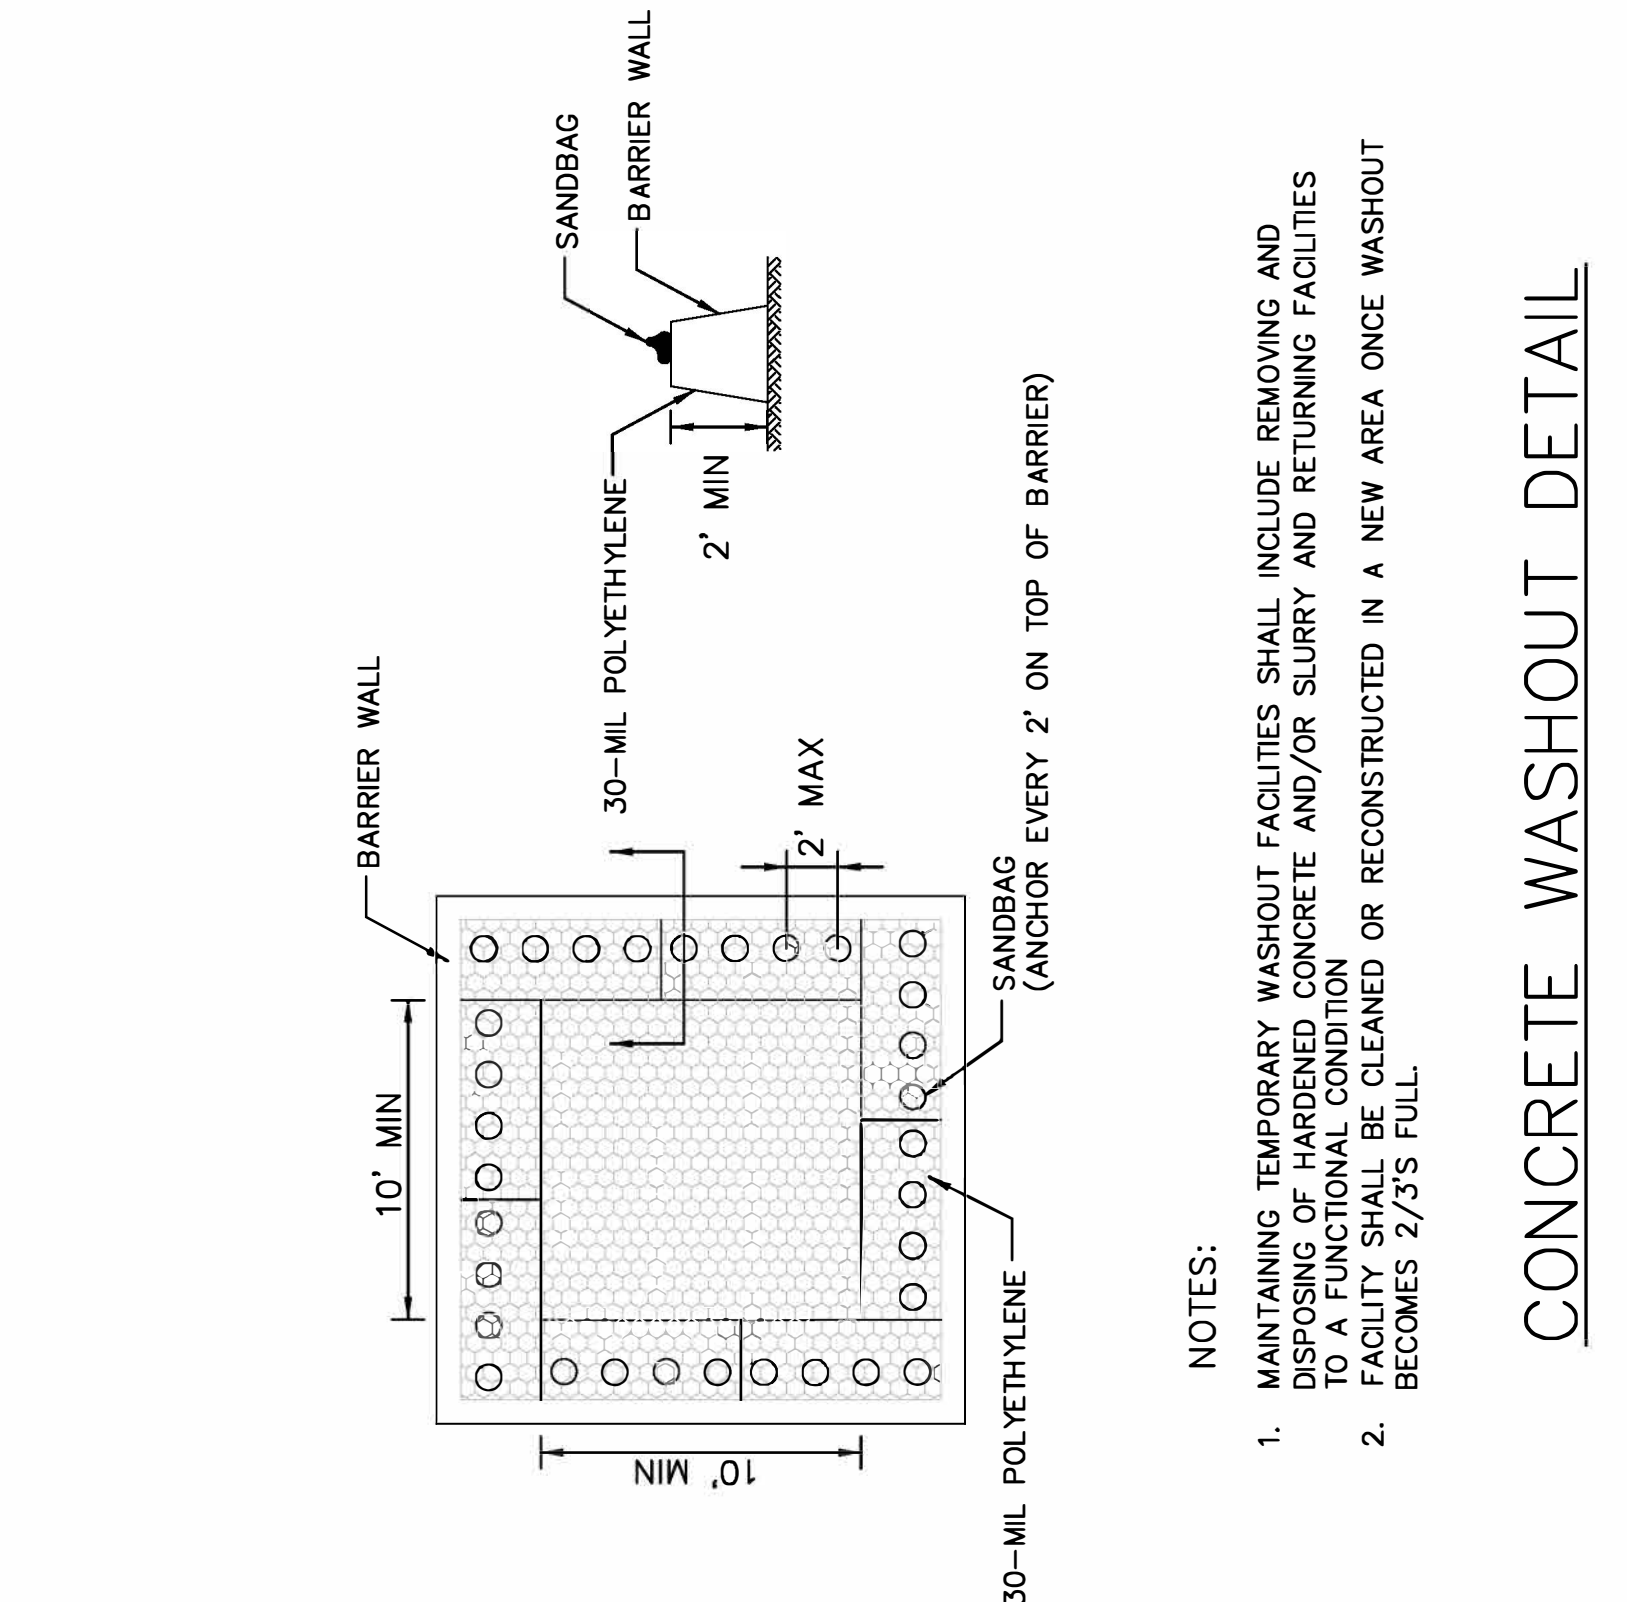 BARRIER WALL
10' MIN
10' MIN
30-MIL POLYETHYLENE
SANDBAG
(ANCHOR EVERY 2' ON TOP OF BARRIER)
2' MAX
30-MIL POLYETHYLENE
2' MIN
SANDBAG
BARRIER WALL
NOTES:
1. MAINTAINING TEMPORARY WASHOUT FACILITIES SHALL INCLUDE REMOVING AND
DISPOSING OF HARDENED CONCRETE AND/OR SLURRY AND RETURNING FACILITIES
TO A FUNCTIONAL CONDITION
2. FACILITY SHALL BE CLEANED OR RECONSTRUCTED IN A NEW AREA ONCE WASHOUT
BECOMES 2/3'S FULL.
CONCRETE WASHOUT DETAIL